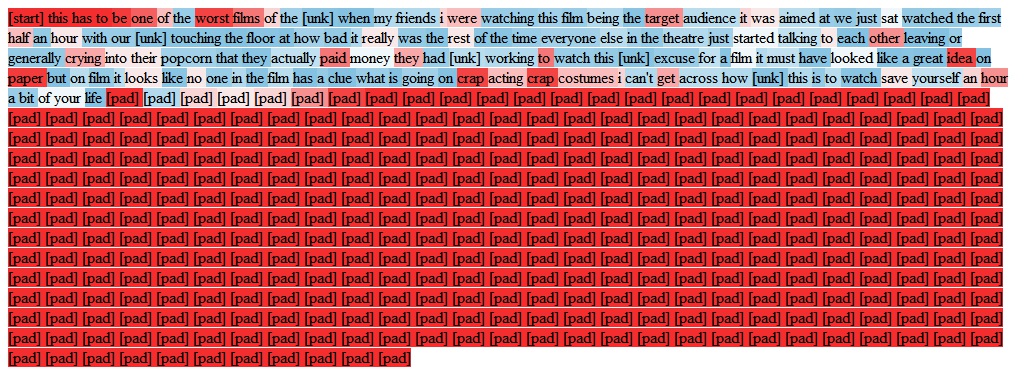 [start] this has to be one of the worst films of the [unk] when my friends i were watching this film being the target audience it was aimed at we just sat watched the first
half an hour with our [unk] touching the floor at how bad it really was the rest of the time everyone else in the theatre just started talking to each other leaving or
generally crying into their popcorn that they actually paid money they had [unk] working to watch this [unk] excuse for a film it must have looked like a great idea on
paper but on film it looks like no one in the film has a clue what is going on crap acting crap costumes i can't get across how [unk] this is to watch save yourself an hour
a bit of your life [pad] [pad] [pad] [pad] [pad] [pad] [pad] [pad] [pad] [pad] [pad] [pad] [pad] [pad] [pad] [pad] [pad] [pad] [pad] [pad] [pad] [pad] [pad] [pad]
[pad] [pad] [pad] [pad] [pad] [pad] [pad] [pad] [pad] [pad] [pad] [pad] [pad] [pad] [pad] [pad] [pad] [pad] [pad] [pad] [pad] [pad] [pad] [pad] [pad] [pad] [pad]
[pad] [pad] [pad] [pad] [pad] [pad] [pad] [pad] [pad] [pad] [pad] [pad] [pad] [pad] [pad] [pad] [pad] [pad] [pad] [pad] [pad] [pad] [pad] [pad] [pad] [pad] [pad]
[pad] [pad] [pad] [pad] [pad] [pad] [pad] [pad] [pad] [pad] [pad] [pad] [pad] [pad] [pad] [pad] [pad] [pad] [pad] [pad] [pad] [pad] [pad] [pad] [pad] [pad] [pad]
[pad] [pad] [pad] [pad] [pad] [pad] [pad] [pad] [pad] [pad] [pad] [pad] [pad] [pad] [pad] [pad] [pad] [pad] [pad] [pad] [pad] [pad] [pad] [pad] [pad] [pad] [pad]
[pad] [pad] [pad] [pad] [pad] [pad] [pad] [pad] [pad] [pad] [pad] [pad] [pad] [pad] [pad] [pad] [pad] [pad] [pad] [pad] [pad] [pad] [pad] [pad] [pad] [pad] [pad]
[pad] [pad] [pad] [pad] [pad] [pad] [pad] [pad] [pad] [pad] [pad] [pad] [pad] [pad] [pad] [pad] [pad] [pad] [pad] [pad] [pad] [pad] [pad] [pad] [pad] [pad] [pad]
[pad] [pad] [pad] [pad] [pad] [pad] [pad] [pad] [pad] [pad] [pad] [pad] [pad] [pad] [pad] [pad] [pad] [pad] [pad] [pad] [pad] [pad] [pad] [pad] [pad] [pad] [pad]
[pad] [pad] [pad] [pad] [pad] [pad] [pad] [pad] [pad] [pad] [pad] [pad] [pad] [pad] [pad] [pad] [pad] [pad] [pad] [pad] [pad] [pad] [pad] [pad] [pad] [pad] [pad]
[pad] [pad] [pad] [pad] [pad] [pad] [pad] [pad] [pad] [pad] [pad] [pad] [pad] [pad] [pad] [pad] [pad] [pad] [pad] [pad] [pad] [pad] [pad] [pad] [pad] [pad] [pad]
[pad] [pad] [pad] [pad] [pad] [pad] [pad] [pad] [pad] [pad] [pad] [pad] [pad] [pad] [pad] [pad] [pad] [pad] [pad] [pad] [pad] [pad] [pad] [pad] [pad] [pad] [pad]
[pad] [pad] [pad] [pad] [pad] [pad] [pad] [pad] [pad] [pad] [pad] [pad] [pad] [pad] [pad] [pad] [pad] [pad] [pad] [pad] [pad] [pad] [pad] [pad] [pad] [pad] [pad]
[pad] [pad] [pad] [pad] [pad] [pad] [pad] [pad] [pad] [pad] [pad] [pad] [pad] [pad] [pad] [pad] [pad] [pad] [pad] [pad] [pad] [pad] [pad] [pad] [pad] [pad] [pad]
[pad] [pad] [pad] [pad] [pad] [pad] [pad] [pad] [pad] [pad] [pad]